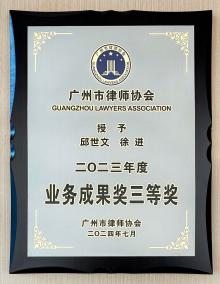 广州市律师协会
GUANGZHOU LAWYERS ASSOCIATION
授予
邱世文 徐进
二〇二三年度
业务成果奖三等奖
广州市律师协会
二〇二四年七月